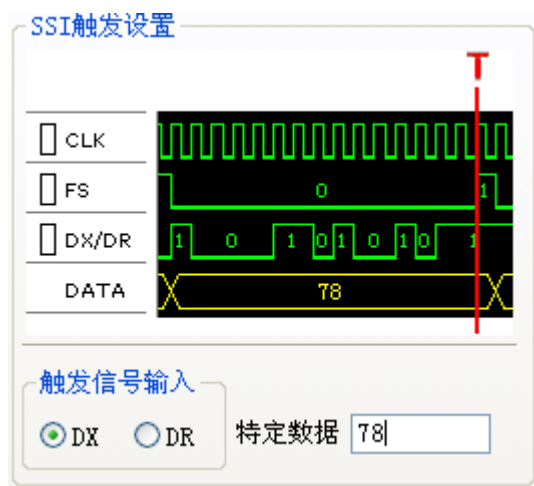 SSI触发设置
T
CLK
FS 0 1
DX/DR 1 0 1 0 1 0 1 0 1
DATA 78
触发信号输入
DX DR 特定数据 78